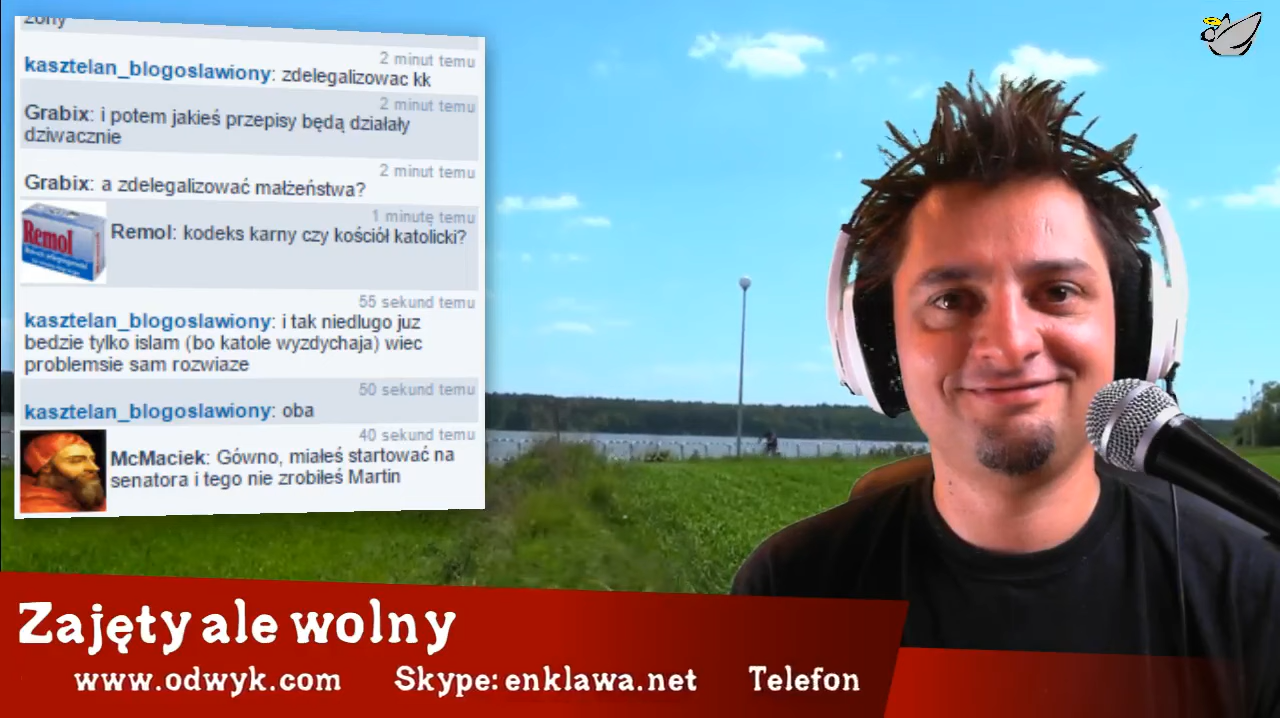 żony
2 minut temu
kasztelan_blogoslawiony: zdelegalizowac kk
2 minut temu
Grabix: i potem jakieś przepisy będą działały
dziwacznie
2 minut temu
Grabix: a zdelegalizować małżeństwa?
1 minutę temu
Remol
Remol: kodeks karny czy kościół katolicki?
55 sekund temu
kasztelan_blogoslawiony: i tak niedlugo juz
bedzie tylko islam (bo katole wyzdychaja) wiec
problemsie sam rozwiaze
50 sekund temu
kasztelan_blogoslawiony: oba
40 sekund temu
McMaciek: Gówno, miałeś startować na
senatora i tego nie zrobiłeś Martin
Zajęty ale wolny
www.odwyk.com Skype: enklawa.net Telefon